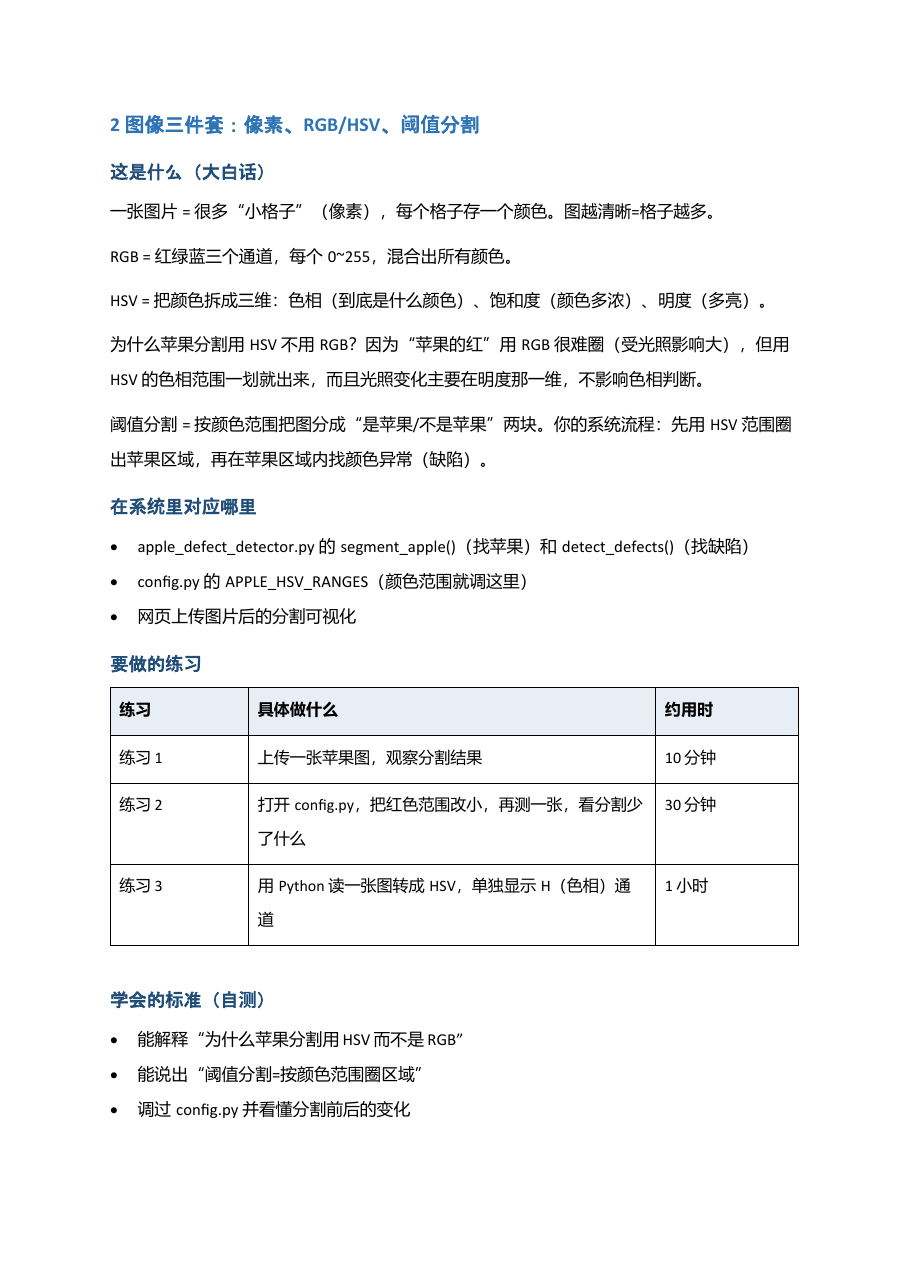 2 图像三件套：像素、RGB/HSV、阈值分割
这是什么（大白话）
一张图片 = 很多“小格子”（像素），每个格子存一个颜色。图越清晰=格子越多。
RGB = 红绿蓝三个通道，每个 0~255，混合出所有颜色。
HSV = 把颜色拆成三维：色相（到底是什么颜色）、饱和度（颜色多浓）、明度（多亮）。
为什么苹果分割用 HSV 不用 RGB？因为“苹果的红”用 RGB 很难圈（受光照影响大），但用
HSV 的色相范围一划就出来，而且光照变化主要在明度那一维，不影响色相判断。
阈值分割 = 按颜色范围把图分成“是苹果/不是苹果”两块。你的系统流程：先用 HSV 范围圈
出苹果区域，再在苹果区域内找颜色异常（缺陷）。
在系统里对应哪里
• apple_defect_detector.py 的 segment_apple()（找苹果）和 detect_defects()（找缺陷）
• config.py 的 APPLE_HSV_RANGES（颜色范围就调这里）
• 网页上传图片后的分割可视化
要做的练习
练习 具体做什么 约用时
练习 1 上传一张苹果图，观察分割结果 10 分钟
练习 2 打开 config.py，把红色范围改小，再测一张，看分割少 30 分钟
了什么
练习 3 用 Python 读一张图转成 HSV，单独显示 H（色相）通 1 小时
道
学会的标准（自测）
• 能解释“为什么苹果分割用 HSV 而不是 RGB”
• 能说出“阈值分割=按颜色范围圈区域”
• 调过 config.py 并看懂分割前后的变化